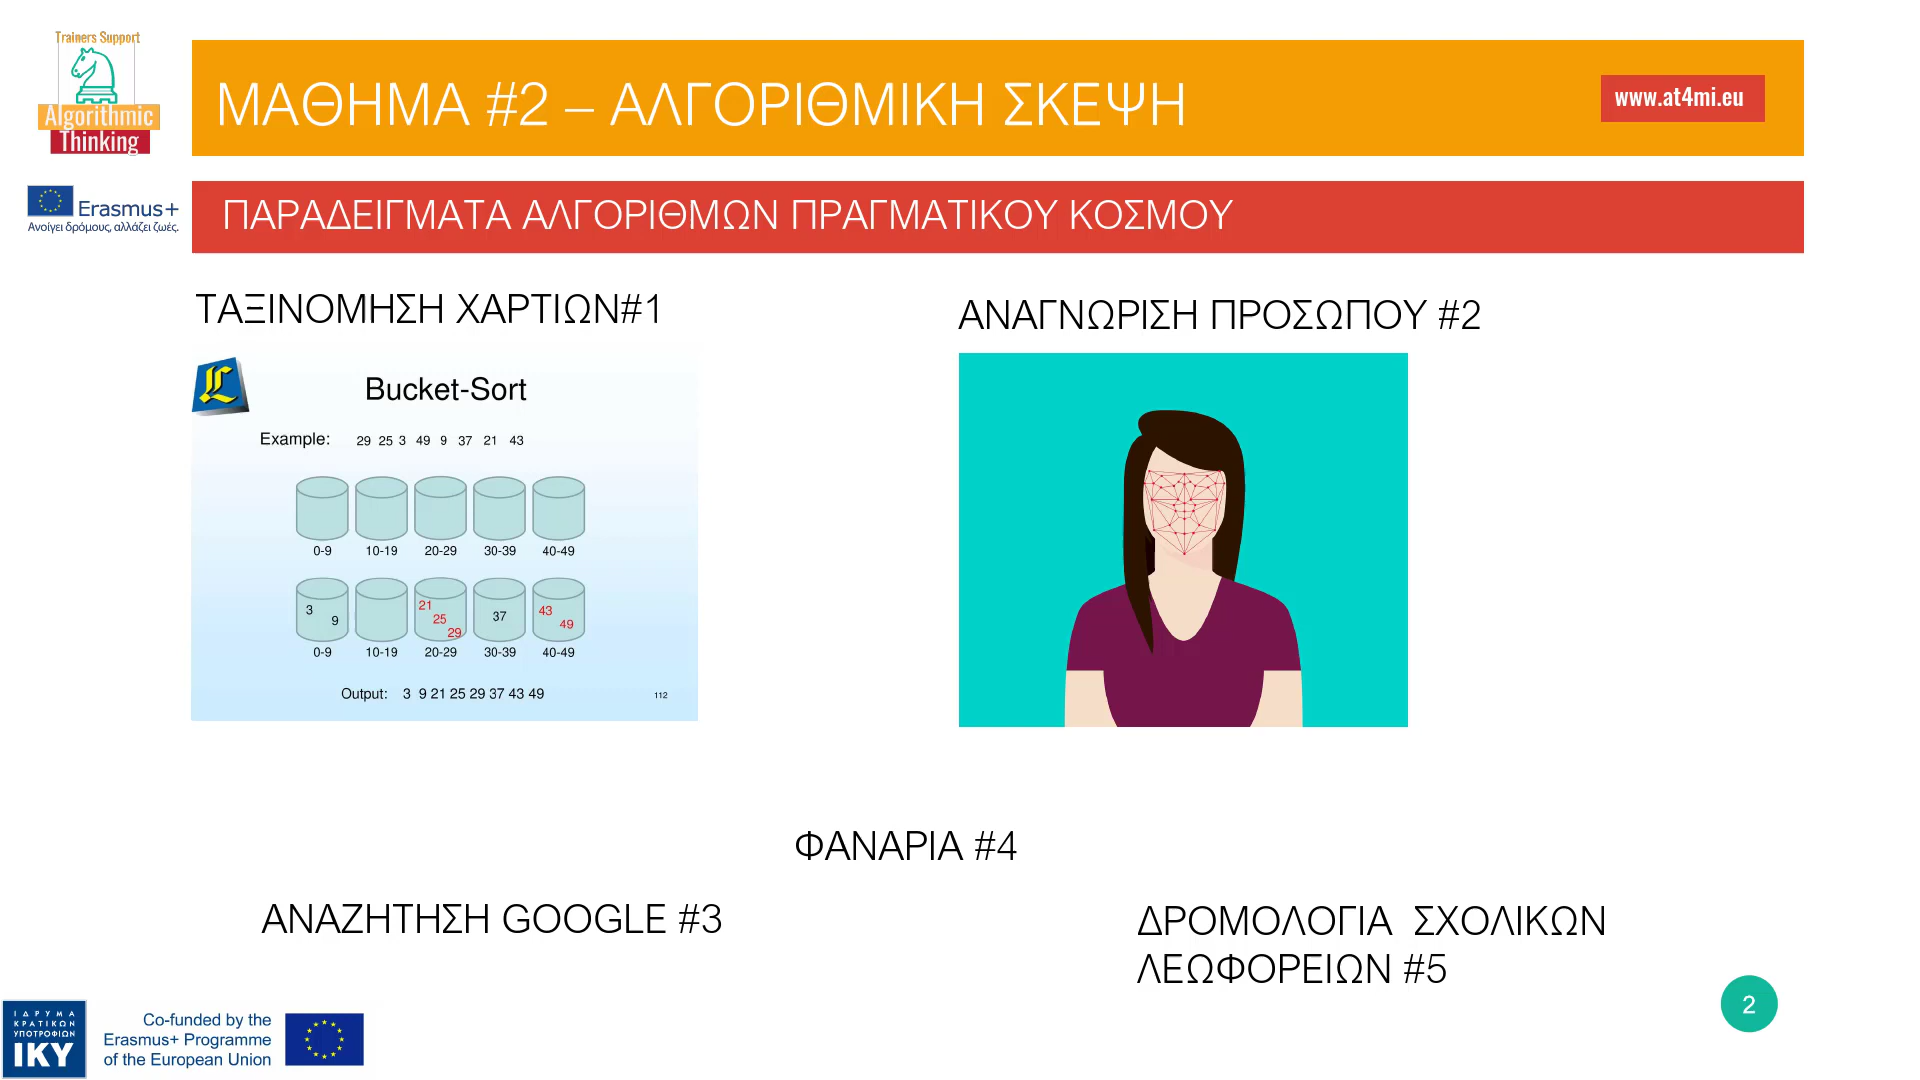 Trainers Support
Algorithmic
Thinking
ΜΑΘΗΜΑ #2 – ΑΛΓΟΡΙΘΜΙΚΗ ΣΚΕΨΗ
www.at4mi.eu
Erasmus+
Ανοίγει δρόμους, αλλάζει ζωές.
ΠΑΡΑΔΕΙΓΜΑΤΑ ΑΛΓΟΡΙΘΜΩΝ ΠΡΑΓΜΑΤΙΚΟΥ ΚΟΣΜΟΥ
ΤΑΞΙΝΟΜΗΣΗ ΧΑΡΤΙΩΝ#1
L
Bucket-Sort
Example: 29 25 3 49 9 37 21 43
0-9 10-19 20-29 30-39 40-49
3 9 21 25 29 37 43 49
0-9 10-19 20-29 30-39 40-49
Output: 3 9 21 25 29 37 43 49
112
ΑΝΑΓΝΩΡΙΣΗ ΠΡΟΣΩΠΟΥ #2
ΦΑΝΑΡΙΑ #4
ΑΝΑΖΗΤΗΣΗ GOOGLE #3
ΔΡΟΜΟΛΟΓΙΑ ΣΧΟΛΙΚΩΝ
ΛΕΩΦΟΡΕΙΩΝ #5
2
ΙΔΡΥΜΑ
ΚΡΑΤΙΚΩΝ
ΥΠΟΤΡΟΦΙΩΝ
IKY
Co-funded by the
Erasmus+ Programme
of the European Union